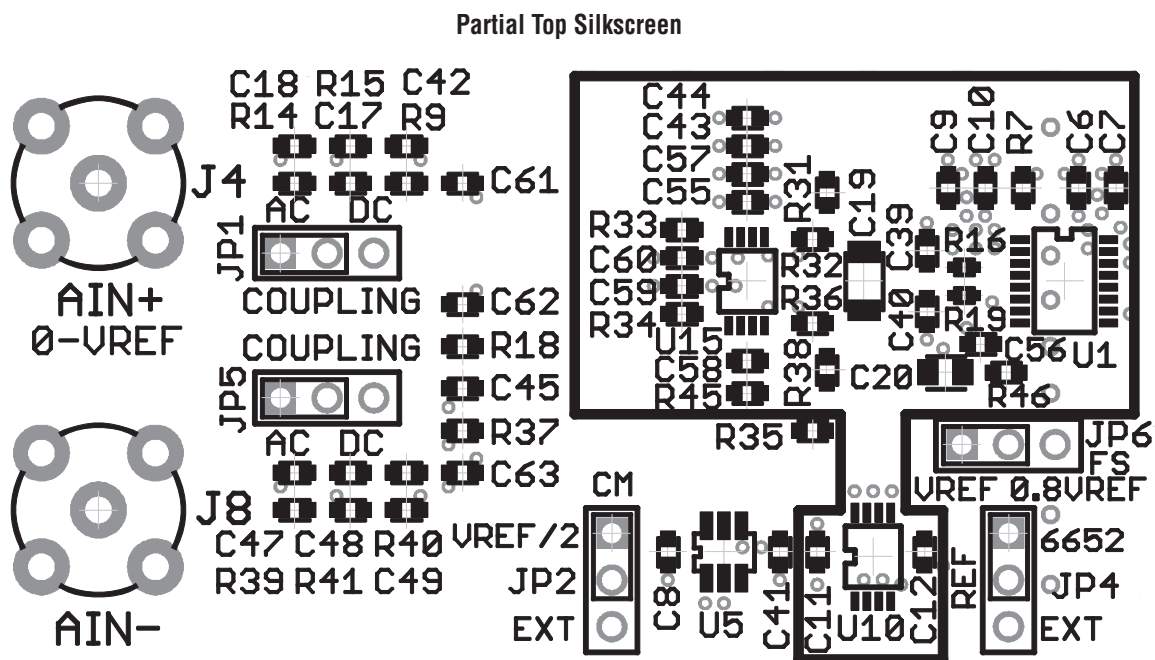 Partial Top Silkscreen
C18 R15 C42
R14 C17 R9
J4
C61
AC DC
JP1
COUPLING
AIN+
0-VREF
C62
COUPLING
R18
JP5
C45
AC DC
R37
C63
J8
C47 C48 R40
R39 R41 C49
AIN-
C44
C43
C57
C55
R33
C60
C59
R34
U15
C58
R45
R31
C19
R32
R36
R38
R35
C9
C10
R7
C6
C7
C39
R16
C40
R19
C56
U1
C20
R46
JP6
FS
VREF 0.8VREF
CM
VREF/2
JP2
EXT
C8
U5
C41
C11
U10
C12
REF
6652
JP4
EXT